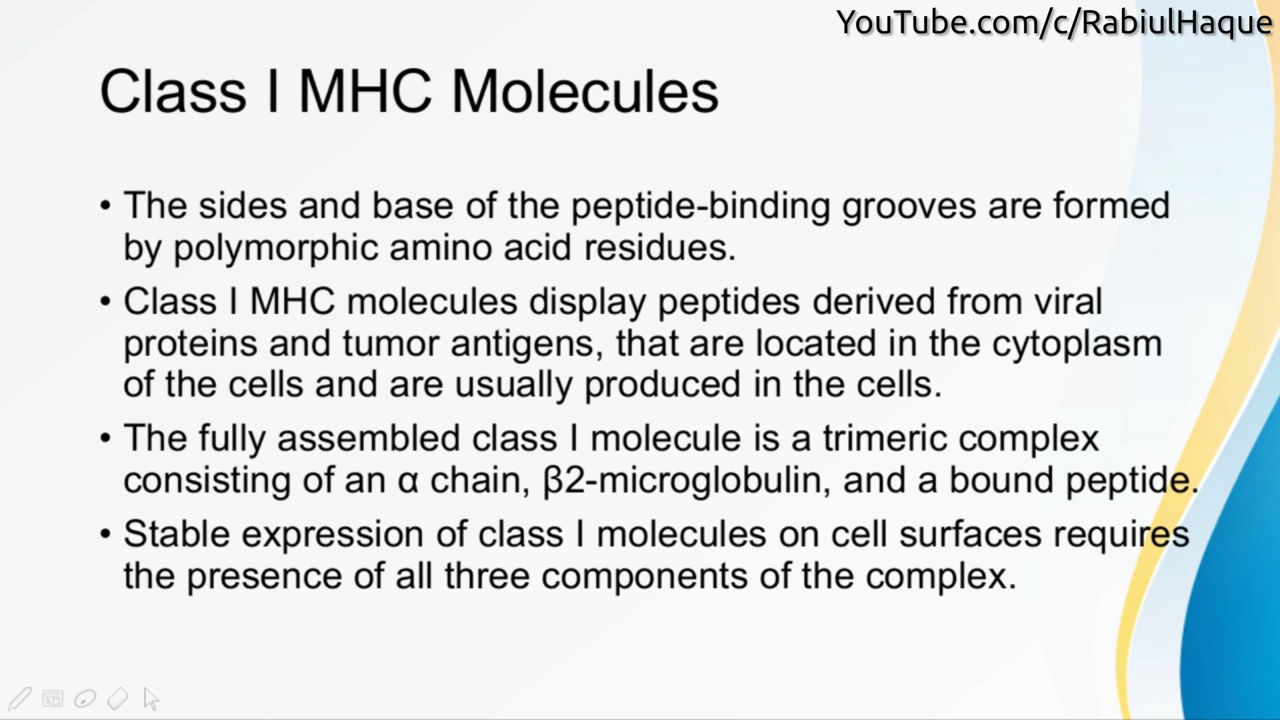 YouTube.com/c/RabiulHaque
Class I MHC Molecules
• The sides and base of the peptide-binding grooves are formed
by polymorphic amino acid residues.
• Class I MHC molecules display peptides derived from viral
proteins and tumor antigens, that are located in the cytoplasm
of the cells and are usually produced in the cells.
• The fully assembled class I molecule is a trimeric complex
consisting of an α chain, β2-microglobulin, and a bound peptide.
• Stable expression of class I molecules on cell surfaces requires
the presence of all three components of the complex.